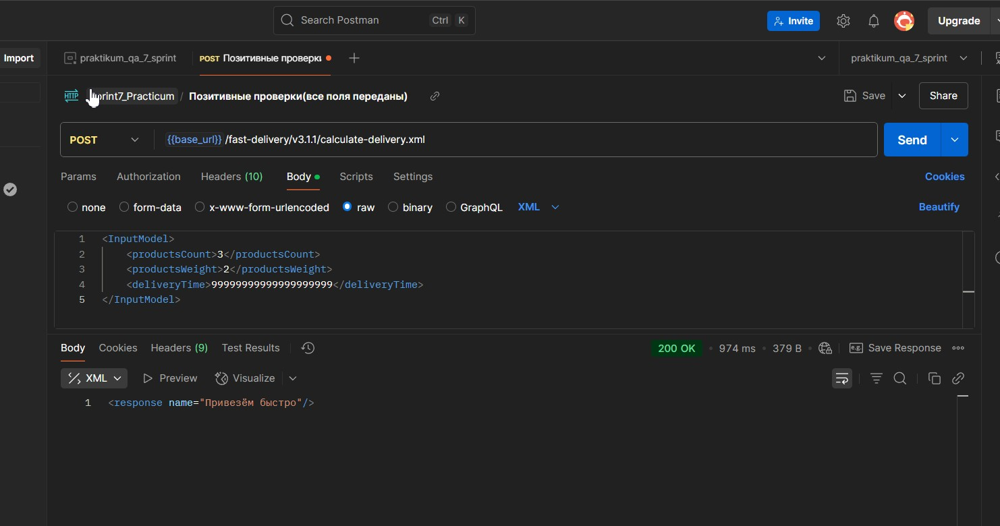 Search Postman Ctrl K Invite Upgrade
Import praktikum_qa_7_sprint POST Позитивные проверки praktikum_qa_7_sprint
HTTP print7_Practicum / Позитивные проверки(все поля переданы) Save Share
POST {{base_url}} /fast-delivery/v3.1.1/calculate-delivery.xml Send
Params Authorization Headers (10) Body Scripts Settings Cookies
none form-data x-www-form-urlencoded raw binary GraphQL XML Beautify
1 <InputModel>
2 <productsCount>3</productsCount>
3 <productsWeight>2</productsWeight>
4 <deliveryTime>99999999999999999999</deliveryTime>
5 </InputModel>
Body Cookies Headers (9) Test Results 200 OK 974 ms 379 B e.g. Save Response
XML Preview Visualize
1 <response name="Привезём быстро"/>